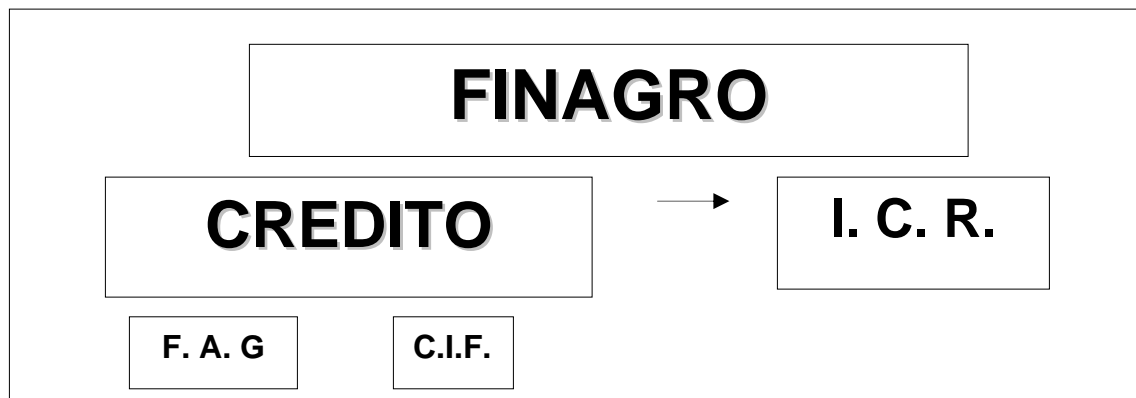 FINAGRO
CREDITO
I. C. R.
F. A. G
C.I.F.